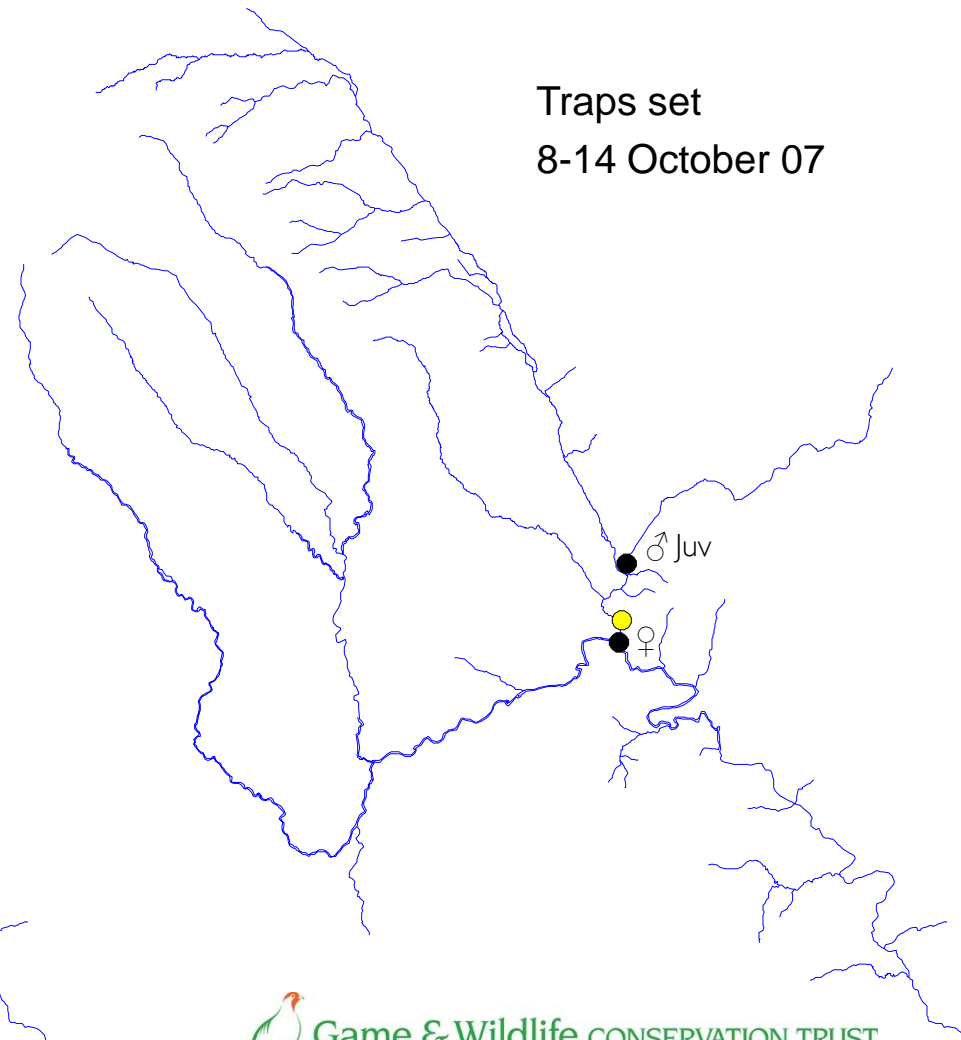 Traps set
8-14 October 07
♂ Juv
♀
Game & Wildlife CONSERVATION TRUST